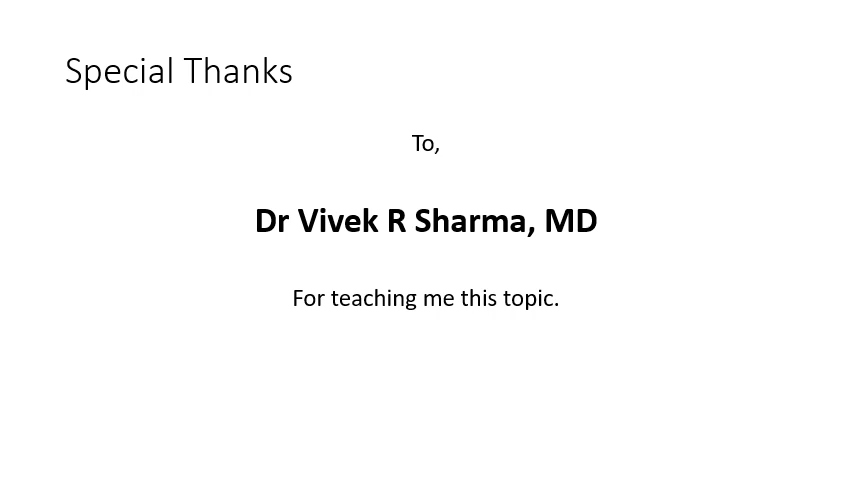 Special Thanks
To,
Dr Vivek R Sharma, MD
For teaching me this topic.